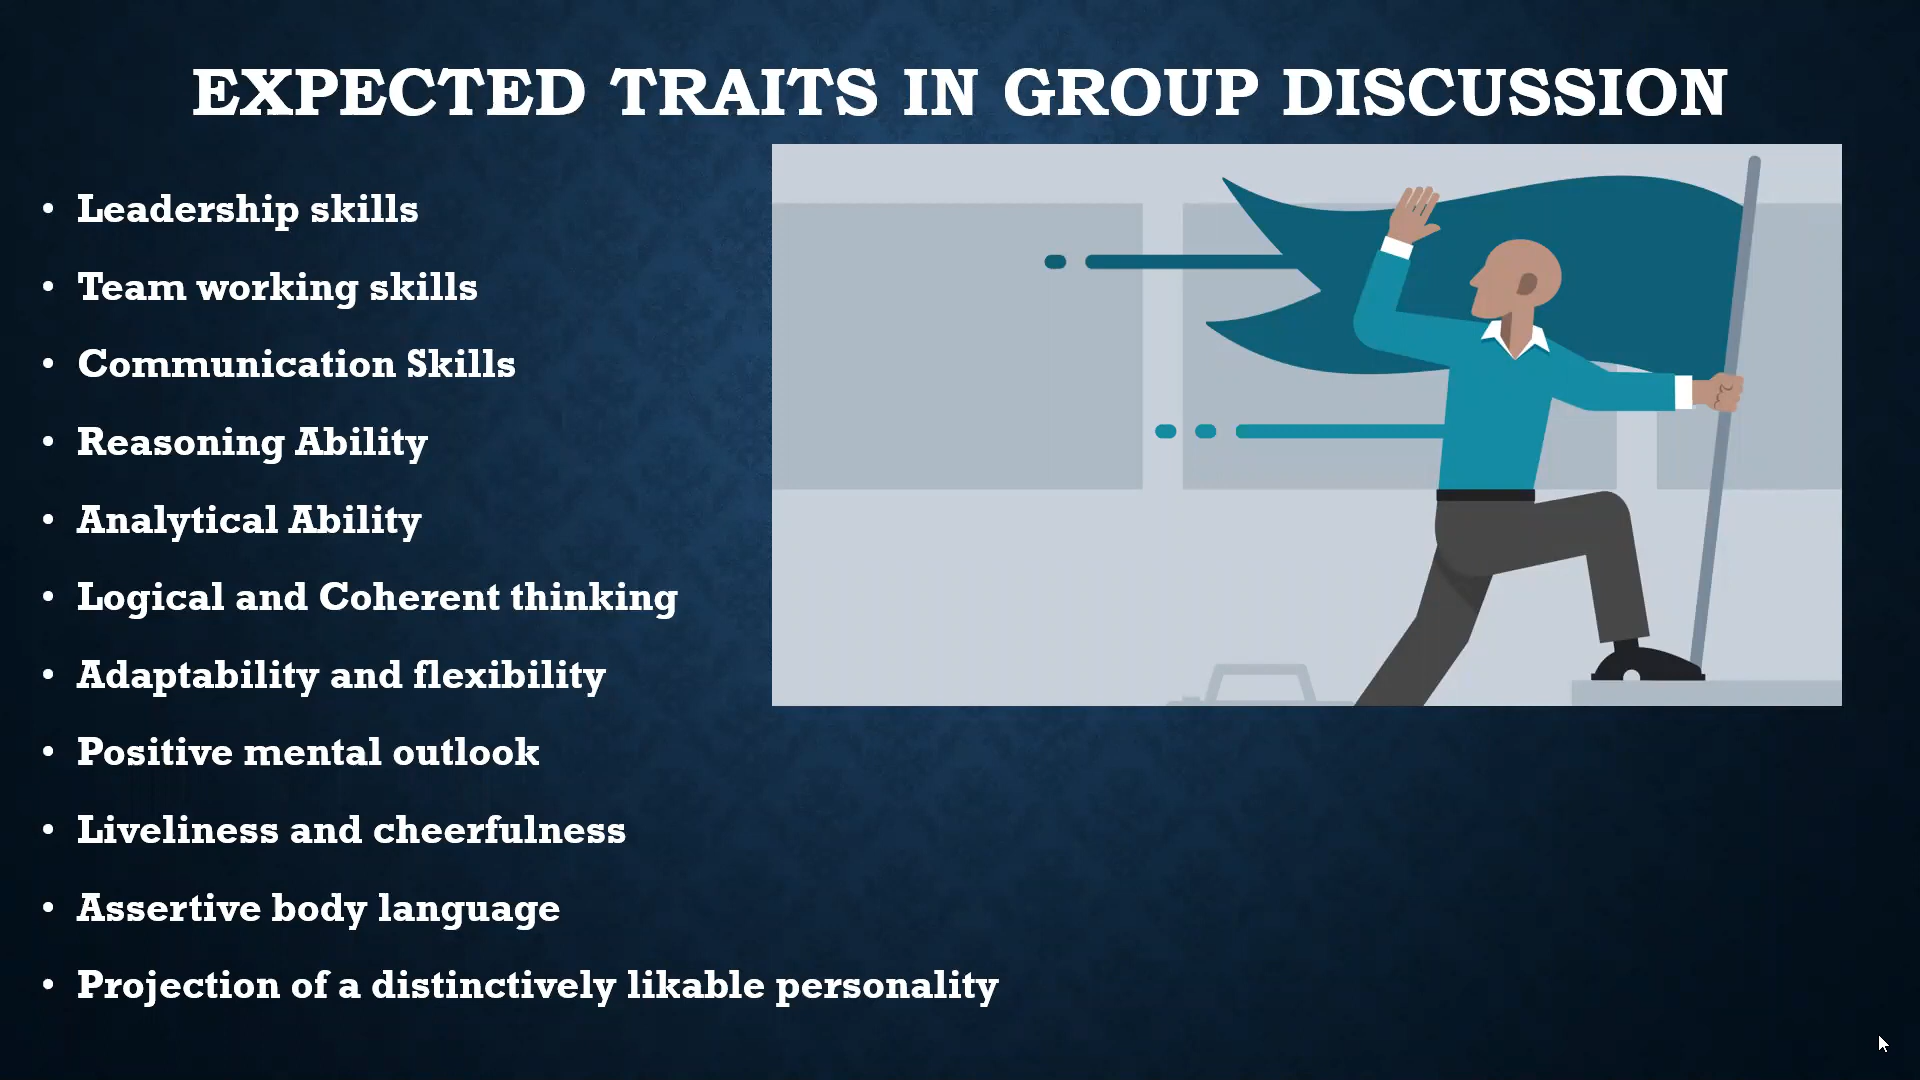 EXPECTED TRAITS IN GROUP DISCUSSION
• Leadership skills
• Team working skills
• Communication Skills
• Reasoning Ability
• Analytical Ability
• Logical and Coherent thinking
• Adaptability and flexibility
• Positive mental outlook
• Liveliness and cheerfulness
• Assertive body language
• Projection of a distinctively likable personality